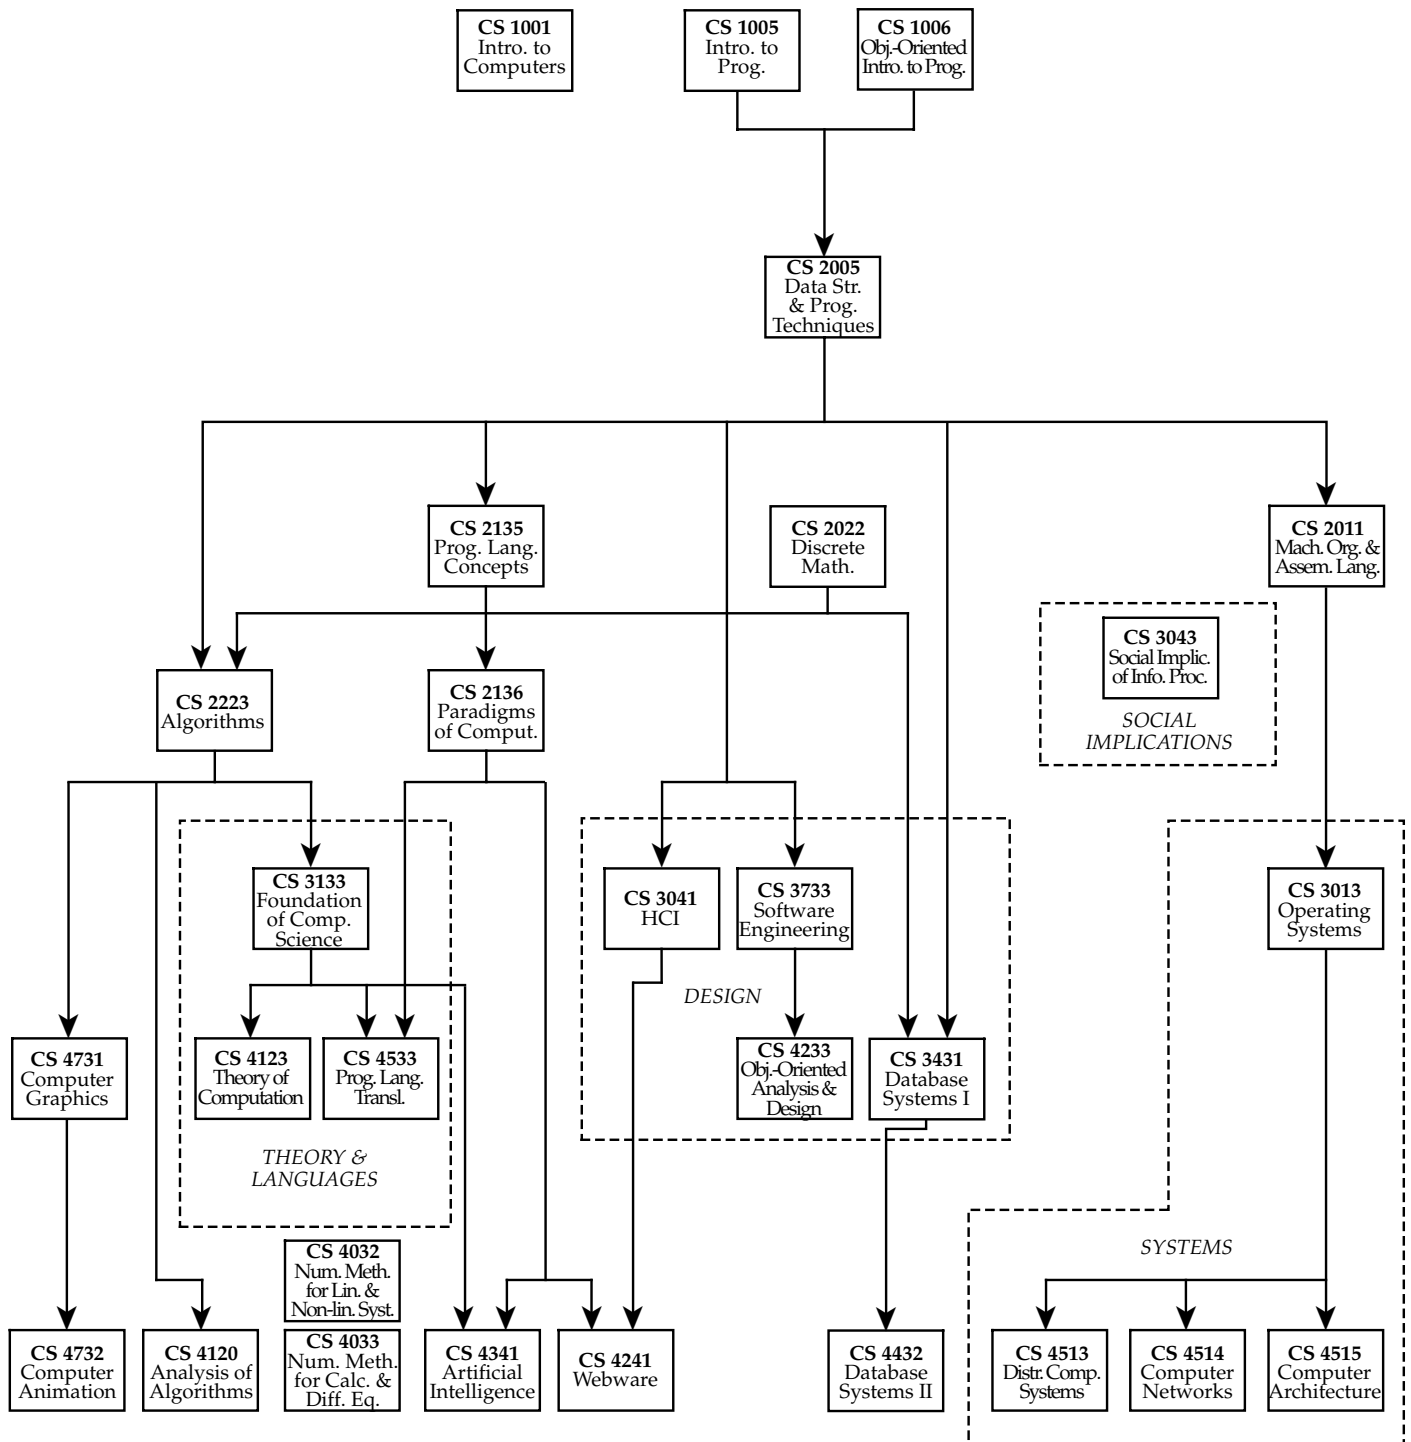 CS 1001
Intro. to
Computers
CS 1005
Intro. to
Prog.
CS 1006
Obj.-Oriented
Intro. to Prog.
CS 2005
Data Str.
& Prog.
Techniques
CS 2135
Prog. Lang.
Concepts
CS 2022
Discrete
Math.
CS 2011
Mach. Org. &
Assem. Lang.
CS 3043
Social Implic.
of Info. Proc.
SOCIAL
IMPLICATIONS
CS 2223
Algorithms
CS 2136
Paradigms
of Comput.
CS 3133
Foundation
of Comp.
Science
CS 3041
HCI
CS 3733
Software
Engineering
CS 3013
Operating
Systems
DESIGN
CS 4731
Computer
Graphics
CS 4123
Theory of
Computation
CS 4533
Prog. Lang.
Transl.
CS 4233
Obj.-Oriented
Analysis &
Design
CS 3431
Database
Systems I
THEORY &
LANGUAGES
SYSTEMS
CS 4032
Num. Meth.
for Lin. &
Non-lin. Syst.
CS 4732
Computer
Animation
CS 4120
Analysis of
Algorithms
CS 4033
Num. Meth.
for Calc. &
Diff. Eq.
CS 4341
Artificial
Intelligence
CS 4241
Webware
CS 4432
Database
Systems II
CS 4513
Distr. Comp.
Systems
CS 4514
Computer
Networks
CS 4515
Computer
Architecture